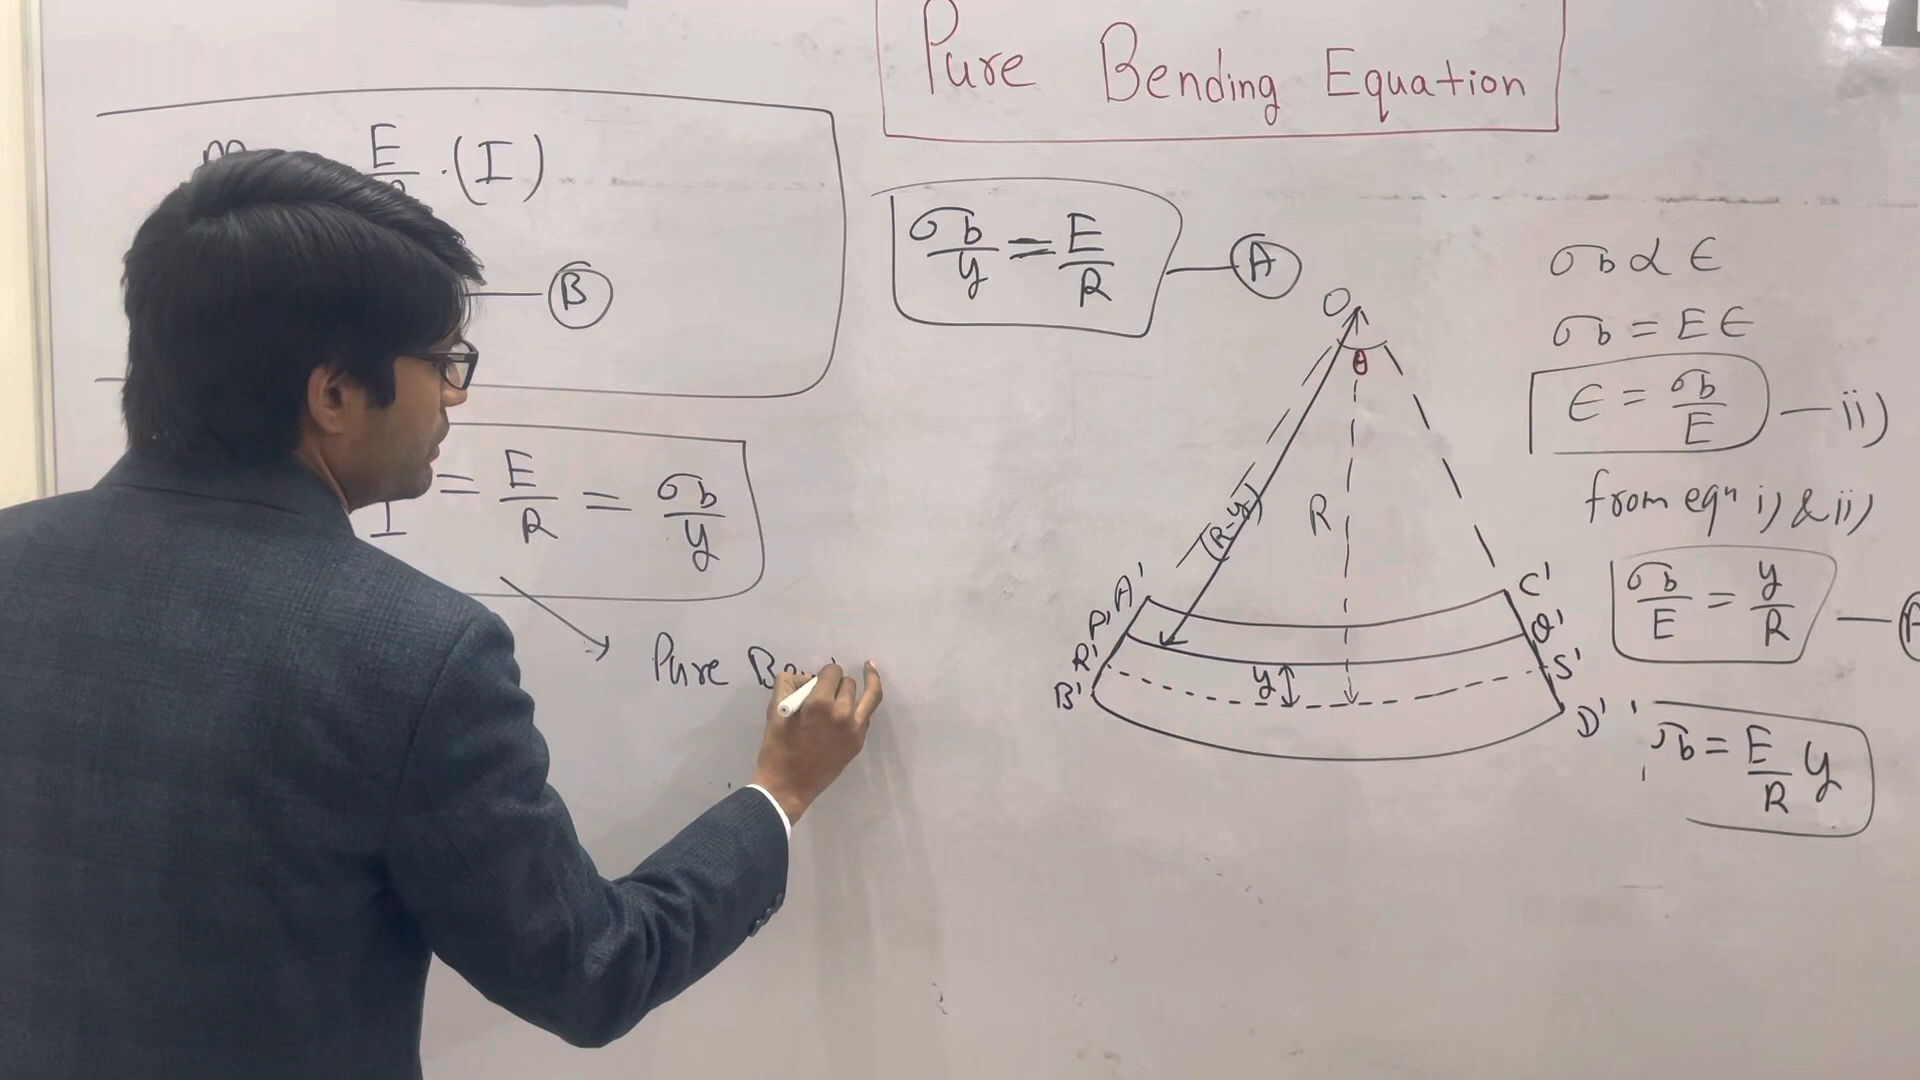 Pure Bending Equation
E/R · (I)
B
I = E/R = σb/y
Pure
σb/y = E/R — A
O
θ
(R-y)
R
A'
P'
R'
B'
C'
Q'
S'
D'
y
σb α ϵ
σb = E ϵ
ϵ = σb/E — ii)
from eqⁿ i) & ii)
σb/E = y/R — A
σb = E/R y